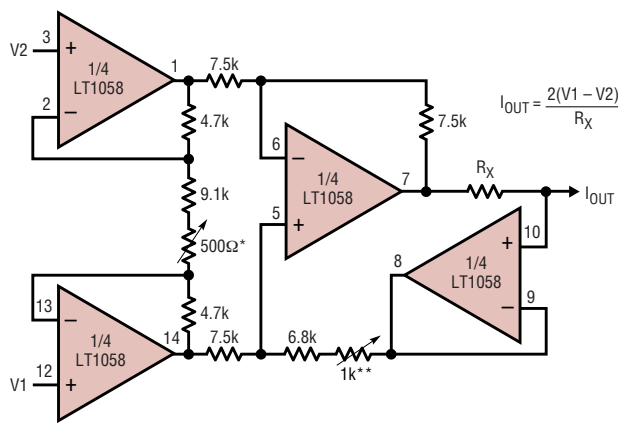 V2
3
+
1/4
LT1058
2
–
1
7.5k
4.7k
9.1k
500Ω*
4.7k
7.5k
6
–
1/4
LT1058
5
+
7
R_X
I_OUT
I_OUT = 2(V1 – V2) / R_X
10
+
1/4
LT1058
–
9
8
13
–
1/4
LT1058
14
V1
12
+
7.5k
6.8k
1k**